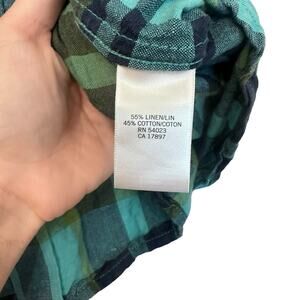 55% LINEN/LIN
45% COTTON/COTON
RN 54023
CA 17897